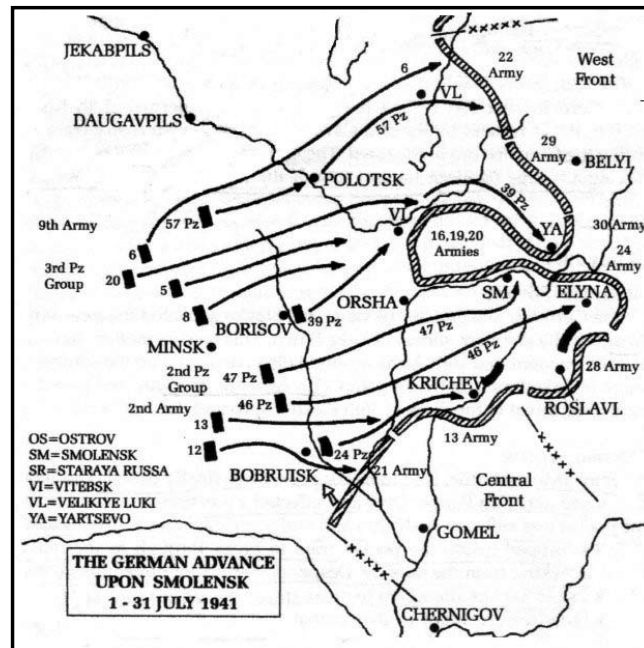 JEKABPILS
6
22
Army
West
Front
VL
DAUGAVPILS
57 Pz
29
Army
BELYI
POLOTSK
39 Pz
9th Army
57 Pz
VI
YA
30 Army
6
16,19,20
Armies
24
Army
3rd Pz
Group
20
5
SM
ELYNA
8
ORSHA
39 Pz
BORISOV
47 Pz
MINSK
46 Pz
2nd Pz
Group
47 Pz
28 Army
KRICHEV
46 Pz
2nd Army
ROSLAVL
13
OS=OSTROV
13 Army
SM=SMOLENSK
12
24 Pz
SR=STARAYA RUSSA
21 Army
VI=VITEBSK
BOBRUISK
Central
Front
VL=VELIKIYE LUKI
YA=YARTSEVO
GOMEL
THE GERMAN ADVANCE
UPON SMOLENSK
1 - 31 JULY 1941
CHERNIGOV